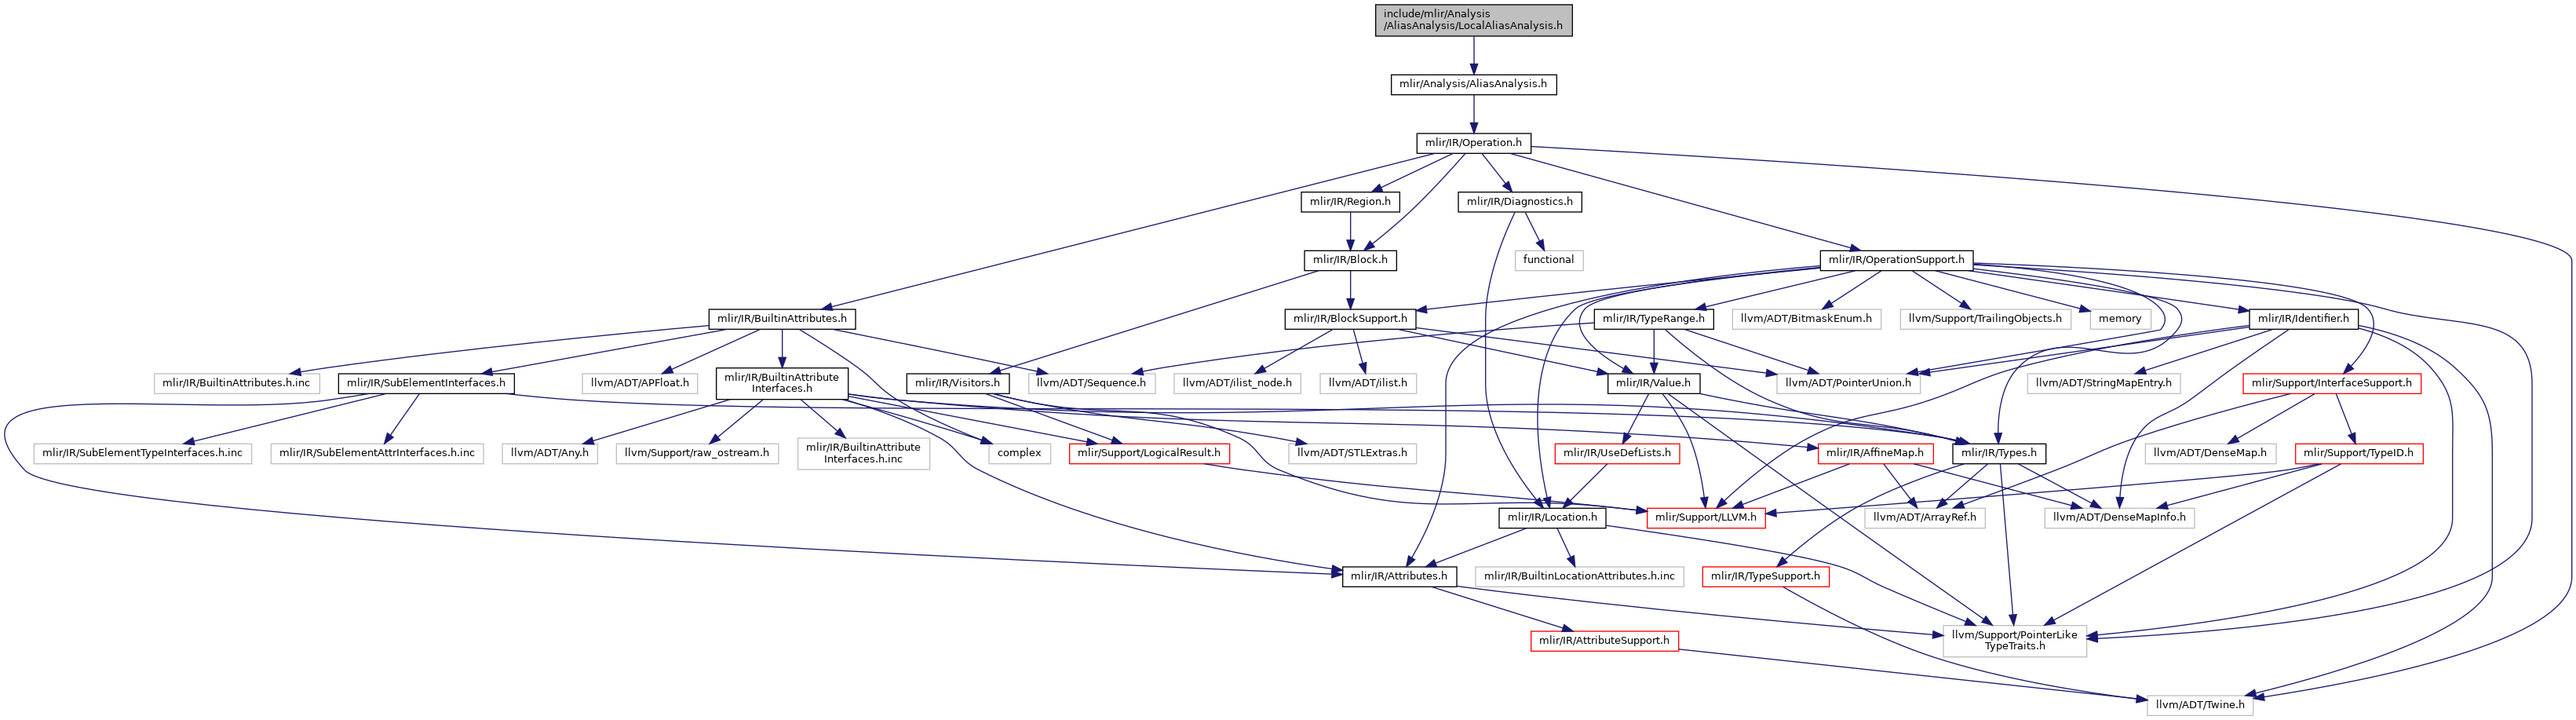 include/mlir/Analysis
/AliasAnalysis/LocalAliasAnalysis.h
mlir/Analysis/AliasAnalysis.h
mlir/IR/Operation.h
mlir/IR/Region.h
mlir/IR/Diagnostics.h
mlir/IR/Block.h
functional
mlir/IR/OperationSupport.h
mlir/IR/BuiltinAttributes.h
mlir/IR/BlockSupport.h
mlir/IR/TypeRange.h
llvm/ADT/BitmaskEnum.h
llvm/Support/TrailingObjects.h
memory
mlir/IR/Identifier.h
mlir/IR/BuiltinAttributes.h.inc
mlir/IR/SubElementInterfaces.h
llvm/ADT/APFloat.h
mlir/IR/BuiltinAttribute
Interfaces.h
mlir/IR/Visitors.h
llvm/ADT/Sequence.h
llvm/ADT/ilist_node.h
llvm/ADT/ilist.h
mlir/IR/Value.h
llvm/ADT/PointerUnion.h
llvm/ADT/StringMapEntry.h
mlir/Support/InterfaceSupport.h
mlir/IR/SubElementTypeInterfaces.h.inc
mlir/IR/SubElementAttrInterfaces.h.inc
llvm/ADT/Any.h
llvm/Support/raw_ostream.h
mlir/IR/BuiltinAttribute
Interfaces.h.inc
complex
mlir/Support/LogicalResult.h
llvm/ADT/STLExtras.h
mlir/IR/UseDefLists.h
mlir/IR/AffineMap.h
mlir/IR/Types.h
llvm/ADT/DenseMap.h
mlir/Support/TypeID.h
mlir/IR/Location.h
mlir/Support/LLVM.h
llvm/ADT/ArrayRef.h
llvm/ADT/DenseMapInfo.h
mlir/IR/Attributes.h
mlir/IR/BuiltinLocationAttributes.h.inc
mlir/IR/TypeSupport.h
mlir/IR/AttributeSupport.h
llvm/Support/PointerLike
TypeTraits.h
llvm/ADT/Twine.h